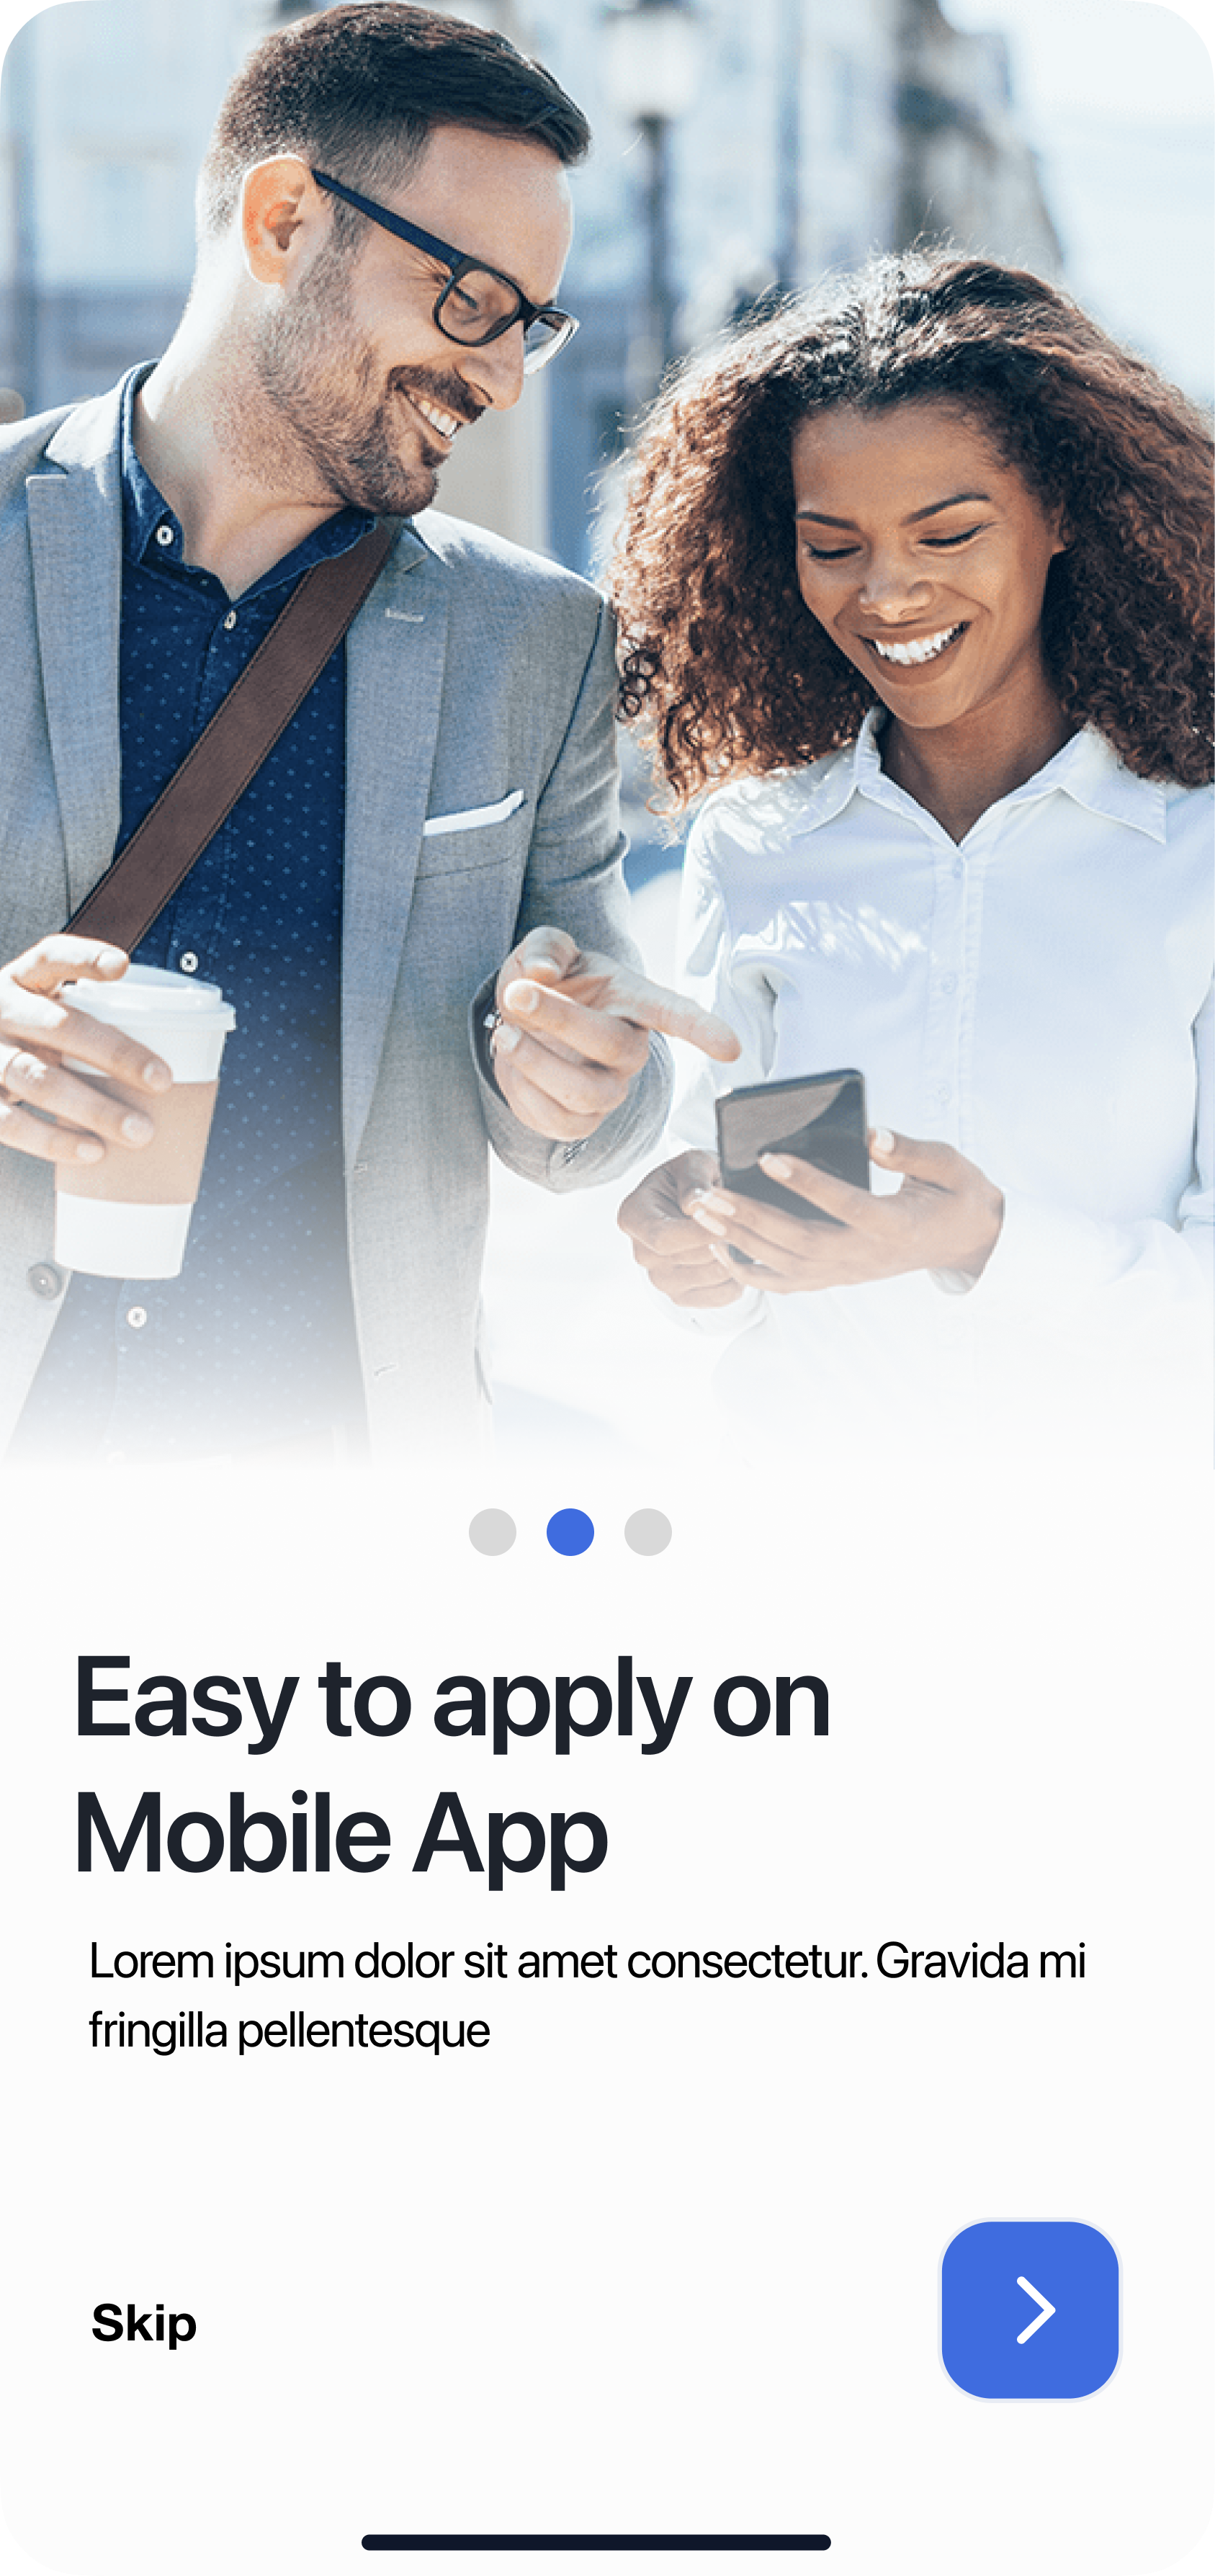 Easy to apply on
Mobile App
Lorem ipsum dolor sit amet consectetur. Gravida mi
fringilla pellentesque
Skip